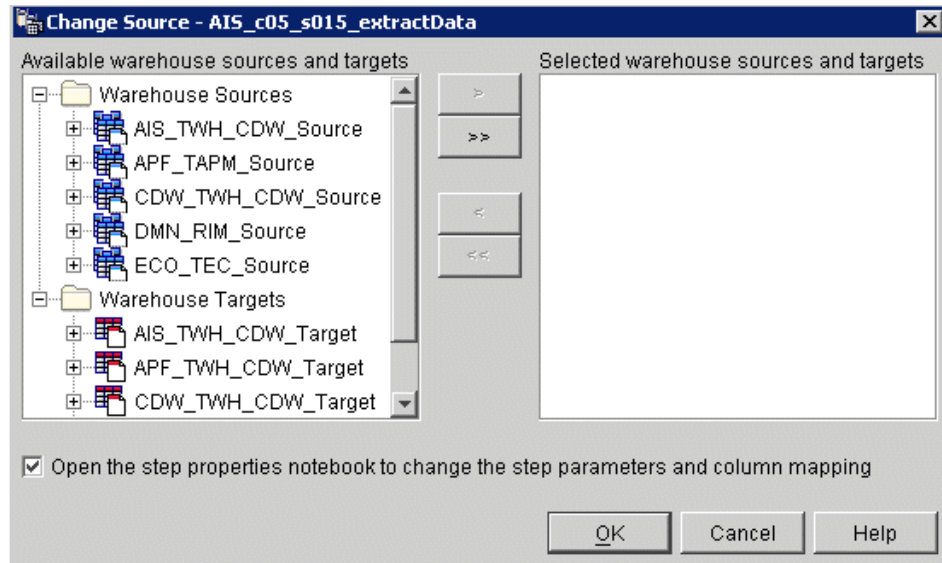 Change Source - AIS_c05_s015_extractData
Available warehouse sources and targets
Selected warehouse sources and targets
Warehouse Sources
AIS_TWH_CDW_Source
APF_TAPM_Source
CDW_TWH_CDW_Source
DMN_RIM_Source
ECO_TEC_Source
Warehouse Targets
AIS_TWH_CDW_Target
APF_TWH_CDW_Target
CDW_TWH_CDW_Target
>
>>
<
<<
Open the step properties notebook to change the step parameters and column mapping
OK
Cancel
Help